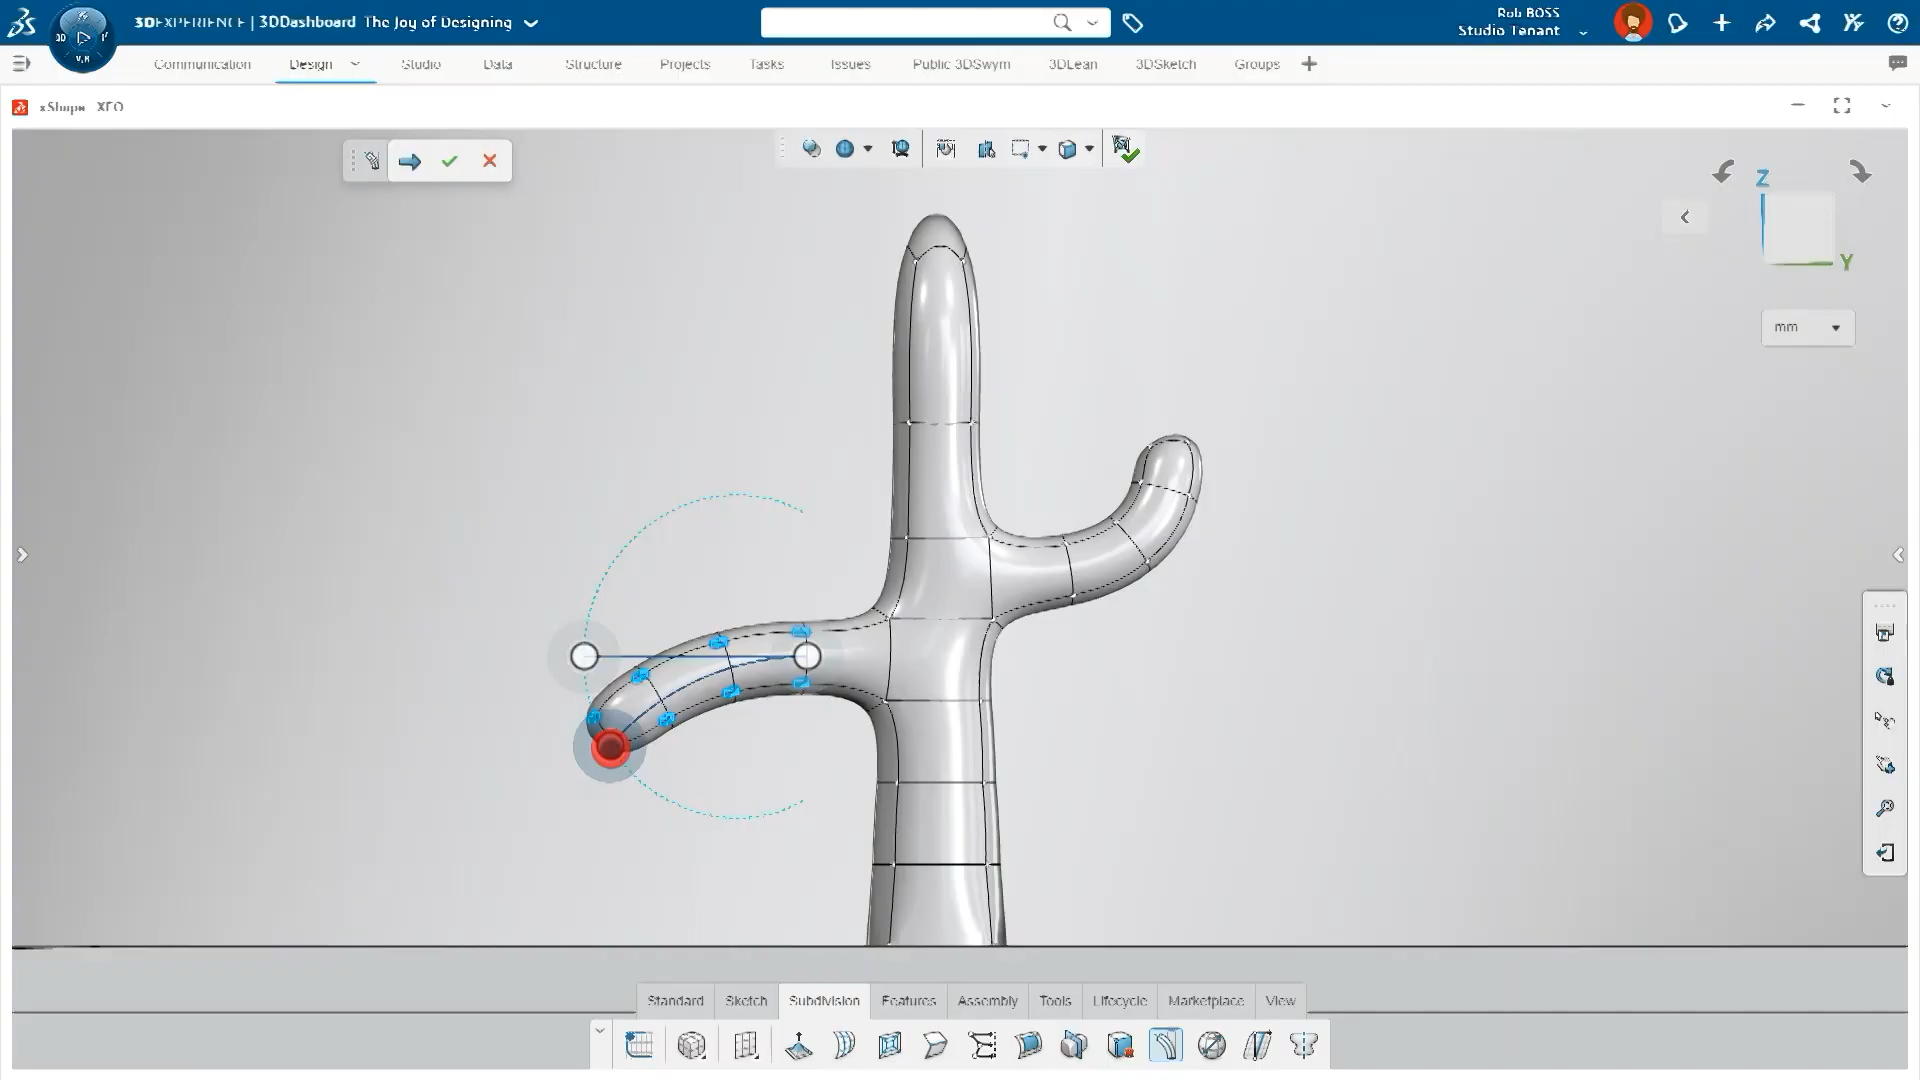 3DEXPERIENCE | 3DDashboard The Joy of Designing
3D
V.R
Rob BOSS
Studio Tenant
Communication Design Studio Data Structure Projects Tasks Issues Public 3DSwym 3DLean 3DSketch Groups
xShape
Z
Y
mm
Standard Sketch Subdivision Features Assembly Tools Lifecycle Marketplace View